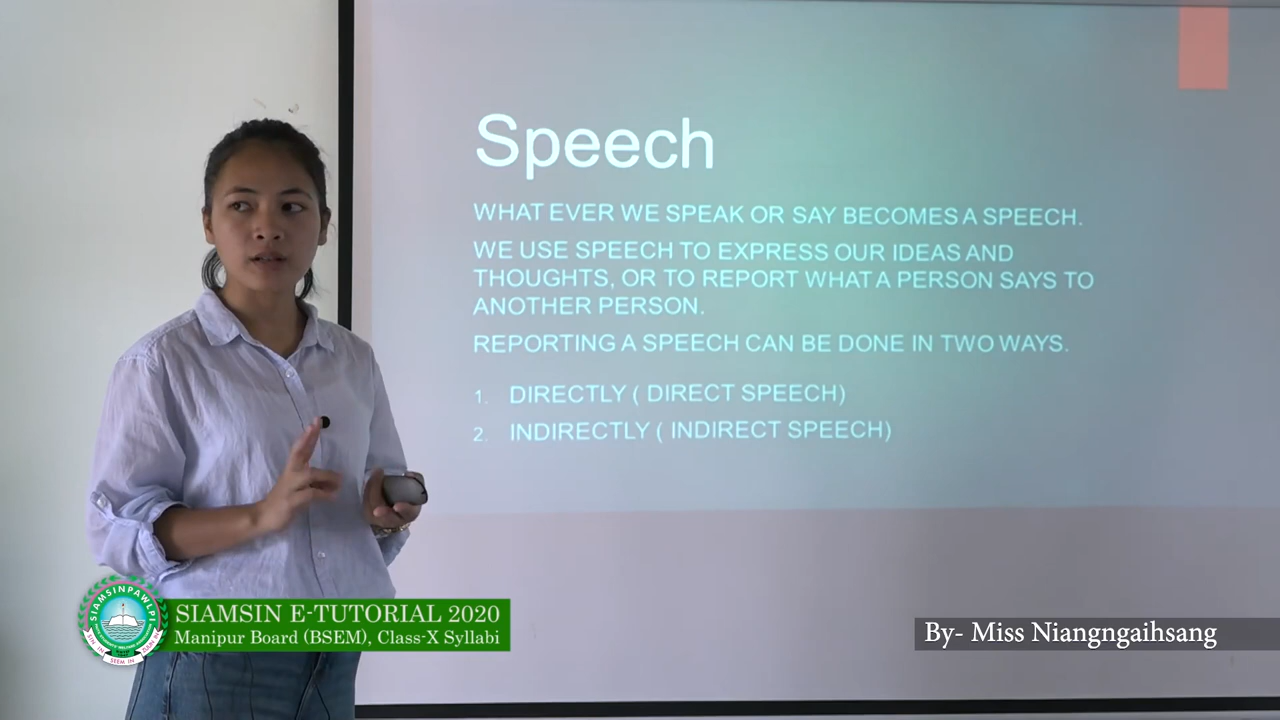 Speech
WHAT EVER WE SPEAK OR SAY BECOMES A SPEECH.
WE USE SPEECH TO EXPRESS OUR IDEAS AND
THOUGHTS, OR TO REPORT WHAT A PERSON SAYS TO
ANOTHER PERSON.
REPORTING A SPEECH CAN BE DONE IN TWO WAYS.
1. DIRECTLY ( DIRECT SPEECH)
2. INDIRECTLY ( INDIRECT SPEECH)
SIAMSINPAWLPI
SIAMSIN E-TUTORIAL 2020
Manipur Board (BSEM), Class-X Syllabi
By- Miss Niangngaihsang